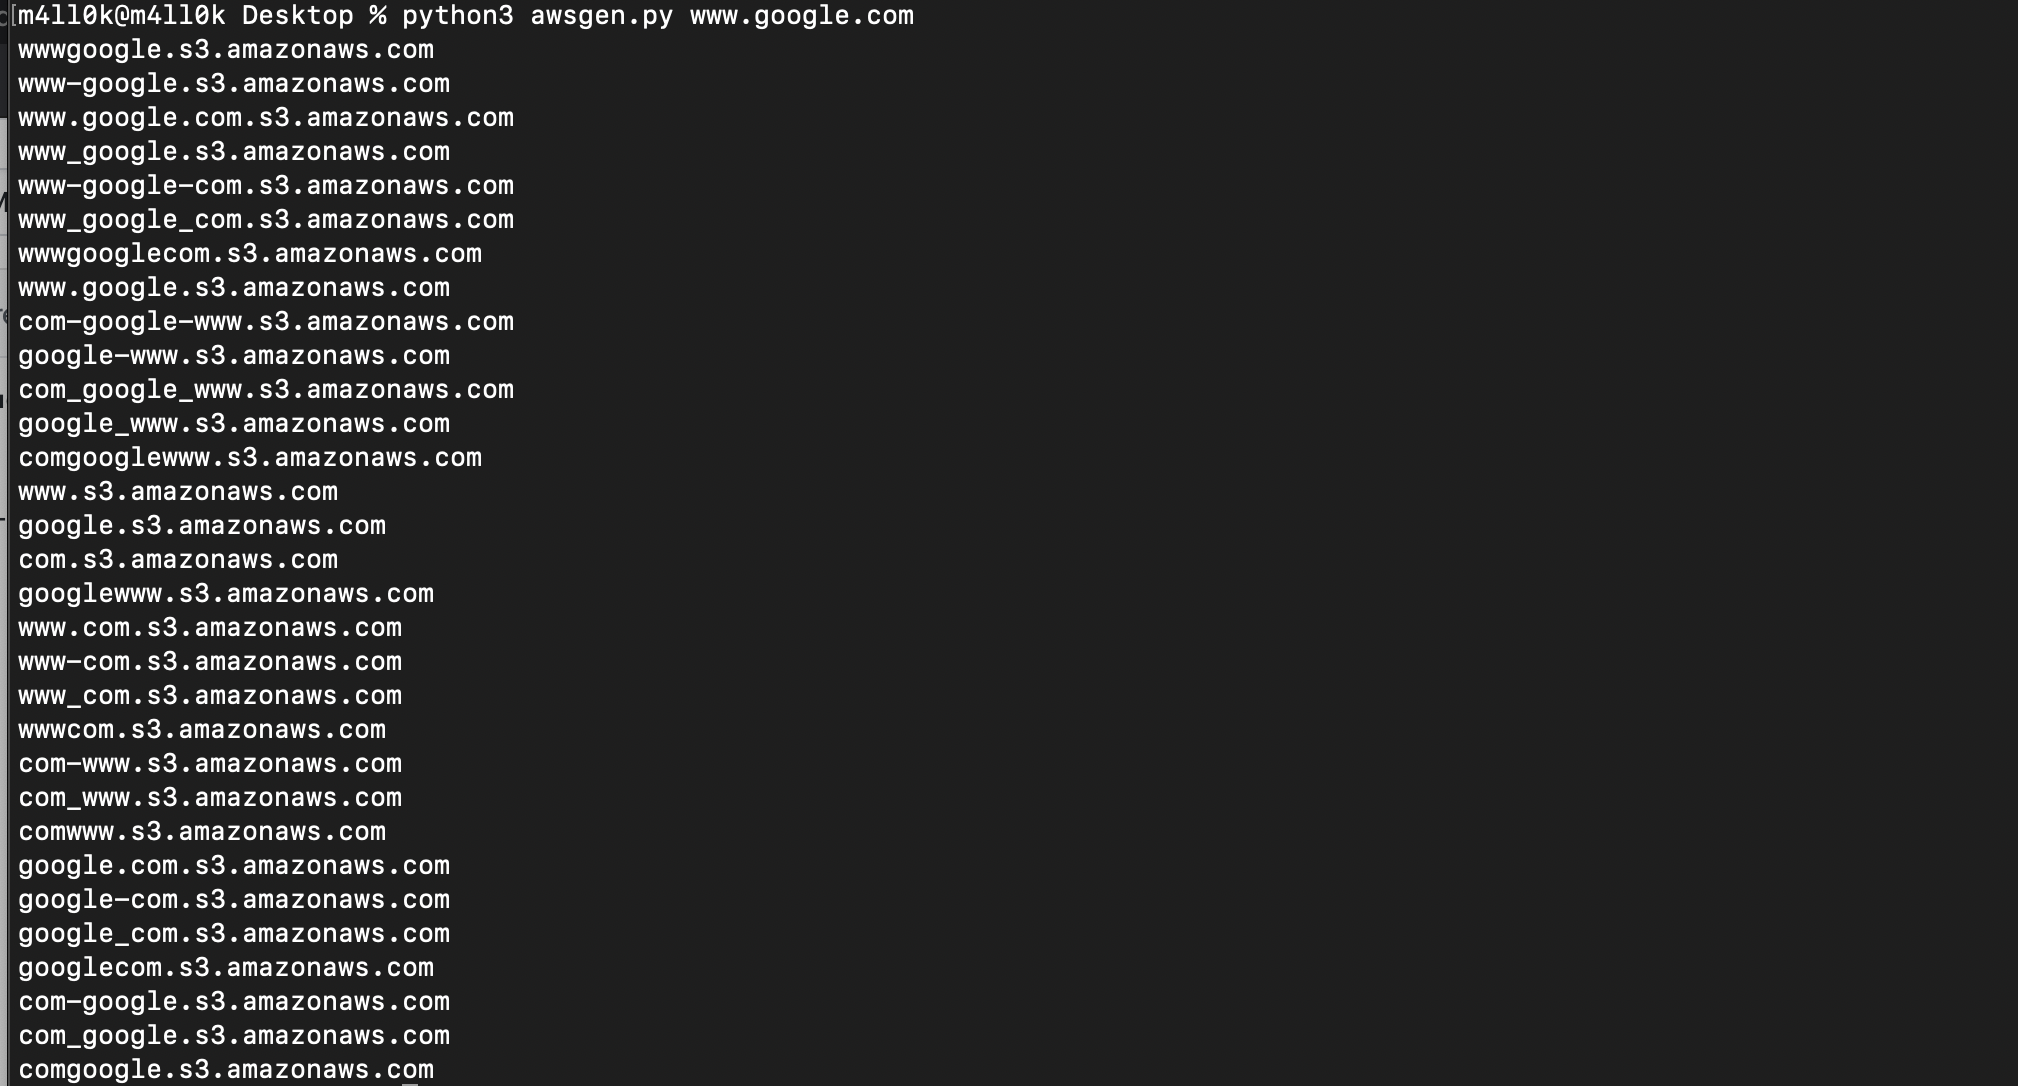 [m4ll0k@m4ll0k Desktop % python3 awsgen.py www.google.com
wwwgoogle.s3.amazonaws.com
www-google.s3.amazonaws.com
www.google.com.s3.amazonaws.com
www_google.s3.amazonaws.com
www-google-com.s3.amazonaws.com
www_google_com.s3.amazonaws.com
wwwgooglecom.s3.amazonaws.com
www.google.s3.amazonaws.com
com-google-www.s3.amazonaws.com
google-www.s3.amazonaws.com
com_google_www.s3.amazonaws.com
google_www.s3.amazonaws.com
comgooglewww.s3.amazonaws.com
www.s3.amazonaws.com
google.s3.amazonaws.com
com.s3.amazonaws.com
googlewww.s3.amazonaws.com
www.com.s3.amazonaws.com
www-com.s3.amazonaws.com
www_com.s3.amazonaws.com
wwwcom.s3.amazonaws.com
com-www.s3.amazonaws.com
com_www.s3.amazonaws.com
comwww.s3.amazonaws.com
google.com.s3.amazonaws.com
google-com.s3.amazonaws.com
google_com.s3.amazonaws.com
googlecom.s3.amazonaws.com
com-google.s3.amazonaws.com
com_google.s3.amazonaws.com
comgoogle.s3.amazonaws.com